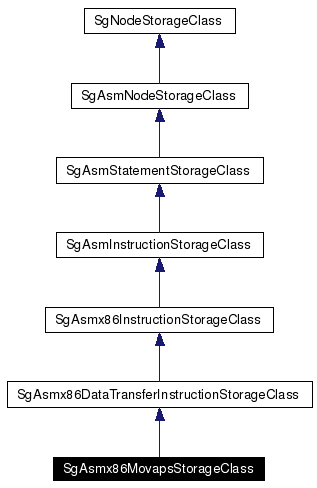 SgNodeStorageClass
SgAsmNodeStorageClass
SgAsmStatementStorageClass
SgAsmInstructionStorageClass
SgAsmx86InstructionStorageClass
SgAsmx86DataTransferInstructionStorageClass
SgAsmx86MovapsStorageClass